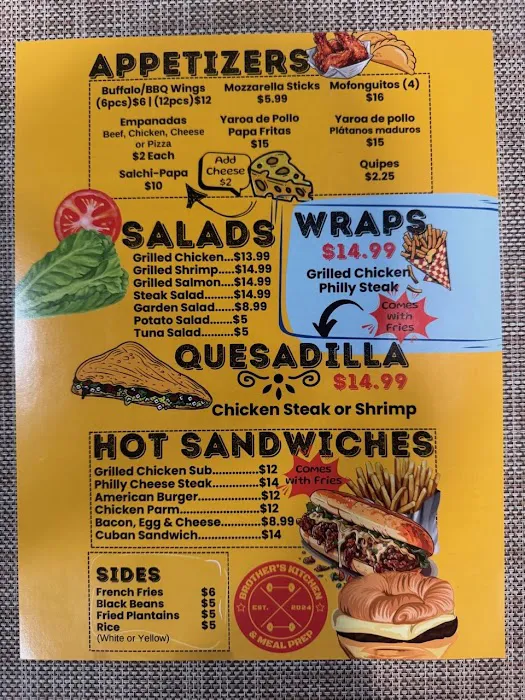 APPETIZERS
Buffalo/BBQ Wings
(6pcs)$6 | (12pcs)$12
Mozzarella Sticks
$5.99
Mofonguitos (4)
$16
Empanadas
Beef, Chicken, Cheese
or Pizza
$2 Each
Yaroa de Pollo
Papa Fritas
$15
Yaroa de pollo
Plátanos maduros
$15
Salchi-Papa
$10
Add
Cheese
$2
Quipes
$2.25
SALADS
Grilled Chicken...$13.99
Grilled Shrimp....$14.99
Grilled Salmon....$14.99
Steak Salad.......$14.99
Garden Salad.....$8.99
Potato Salad......$5
Tuna Salad.......$5
WRAPS
$14.99
Grilled Chicken
Philly Steak
Comes
with
Fries
QUESADILLA
$14.99
Chicken Steak or Shrimp
HOT SANDWICHES
Grilled Chicken Sub............$12
Philly Cheese Steak............$14
American Burger................$12
Chicken Parm....................$12
Bacon, Egg & Cheese.........$8.99
Cuban Sandwich...............$14
Comes
with Fries
SIDES
French Fries $6
Black Beans $5
Fried Plantains $5
Rice $5
(White or Yellow)
BROTHER'S KITCHEN
EST. 2024
& MEAL PREP